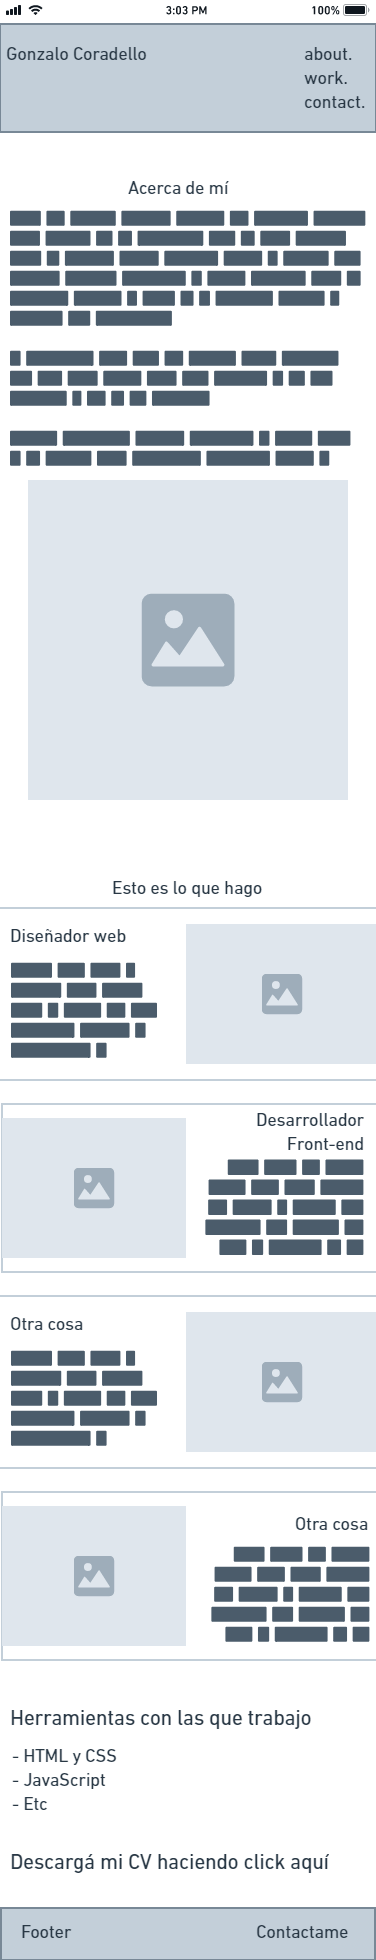 3:03 PM
100%
Gonzalo Coradello
about.
work.
contact.
Acerca de mí
Esto es lo que hago
Diseñador web
Desarrollador
Front-end
Otra cosa
Otra cosa
Herramientas con las que trabajo
- HTML y CSS
- JavaScript
- Etc
Descargá mi CV haciendo click aquí
Footer
Contactame